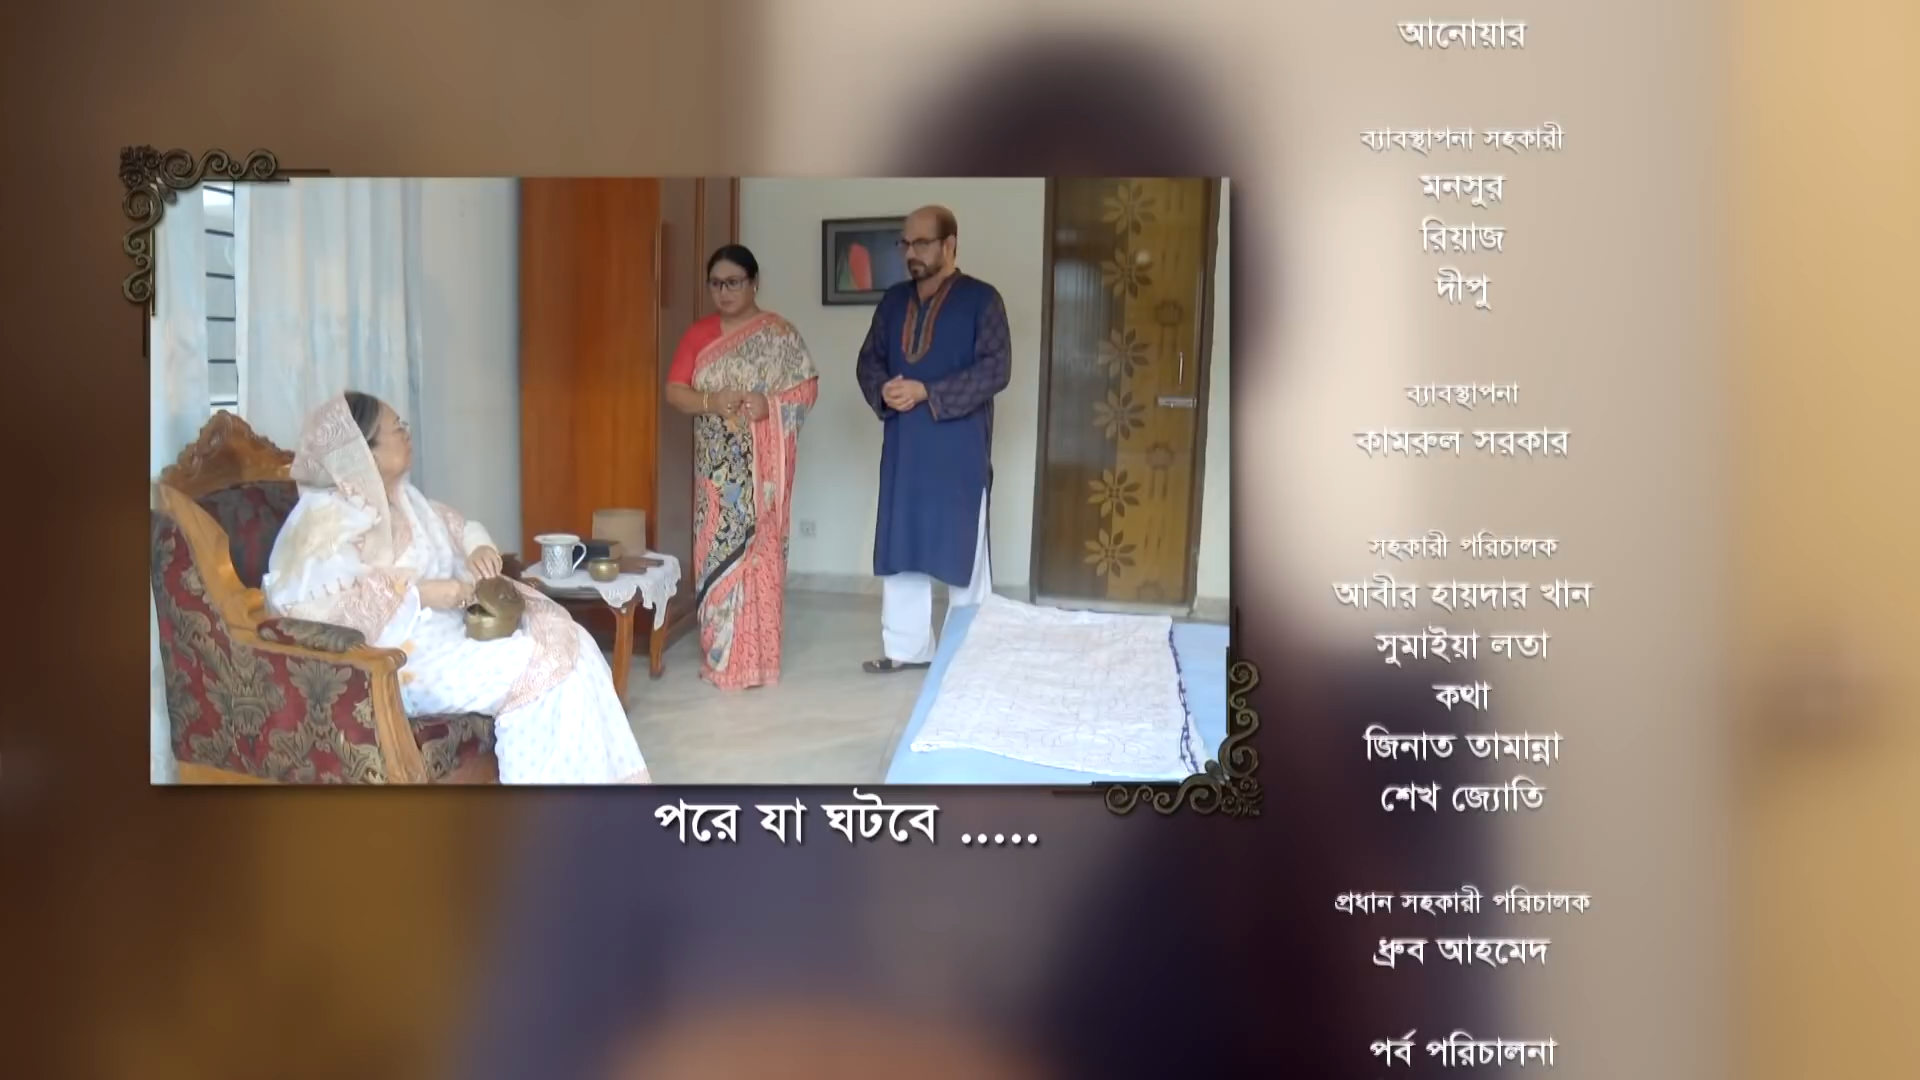 আনোয়ার
ব্যাবস্থাপনা সহকারী
মনসুর
রিয়াজ
দীপু
ব্যাবস্থাপনা
কামরুল সরকার
সহকারী পরিচালক
আবীর হায়দার খান
সুমাইয়া লতা
কথা
জিনাত তামান্না
শেখ জ্যোতি
প্রধান সহকারী পরিচালক
ধ্রুব আহমেদ
পর্ব পরিচালনা
পরে যা ঘটবে .....